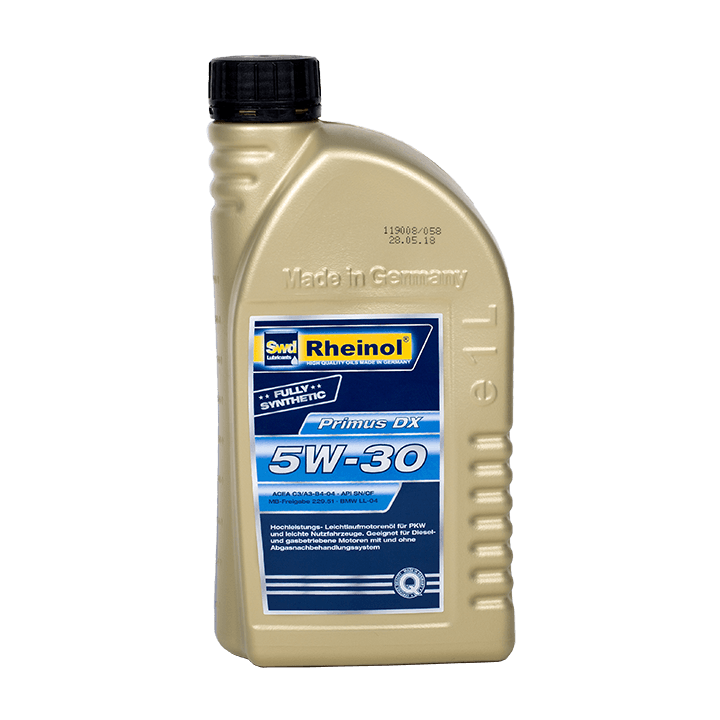 119008/058
28.05.18
Made in Germany
e 1L
Swd
Lubricants
Rheinol®
HIGH QUALITY OILS MADE IN GERMANY
** FULLY **
SYNTHETIC
Primus DX
5W-30
ACEA C3/A3-B4-04 - API SN/CF
MB-Freigabe 229.51 - BMW LL-04
Hochleistungs- Leichtlaufmotorenöl für PKW
und leichte Nutzfahrzeuge. Geeignet für Diesel-
und gasbetriebene Motoren mit und ohne
Abgasnachbehandlungssystem
Q